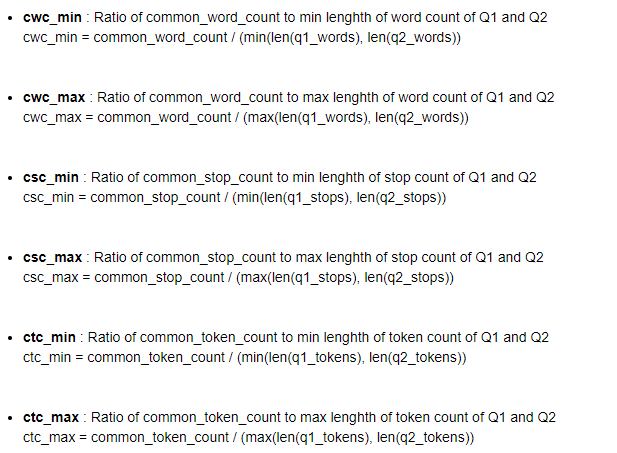 • cwc_min : Ratio of common_word_count to min lenghth of word count of Q1 and Q2
cwc_min = common_word_count / (min(len(q1_words), len(q2_words))
• cwc_max : Ratio of common_word_count to max lenghth of word count of Q1 and Q2
cwc_max = common_word_count / (max(len(q1_words), len(q2_words))
• csc_min : Ratio of common_stop_count to min lenghth of stop count of Q1 and Q2
csc_min = common_stop_count / (min(len(q1_stops), len(q2_stops))
• csc_max : Ratio of common_stop_count to max lenghth of stop count of Q1 and Q2
csc_max = common_stop_count / (max(len(q1_stops), len(q2_stops))
• ctc_min : Ratio of common_token_count to min lenghth of token count of Q1 and Q2
ctc_min = common_token_count / (min(len(q1_tokens), len(q2_tokens))
• ctc_max : Ratio of common_token_count to max lenghth of token count of Q1 and Q2
ctc_max = common_token_count / (max(len(q1_tokens), len(q2_tokens))